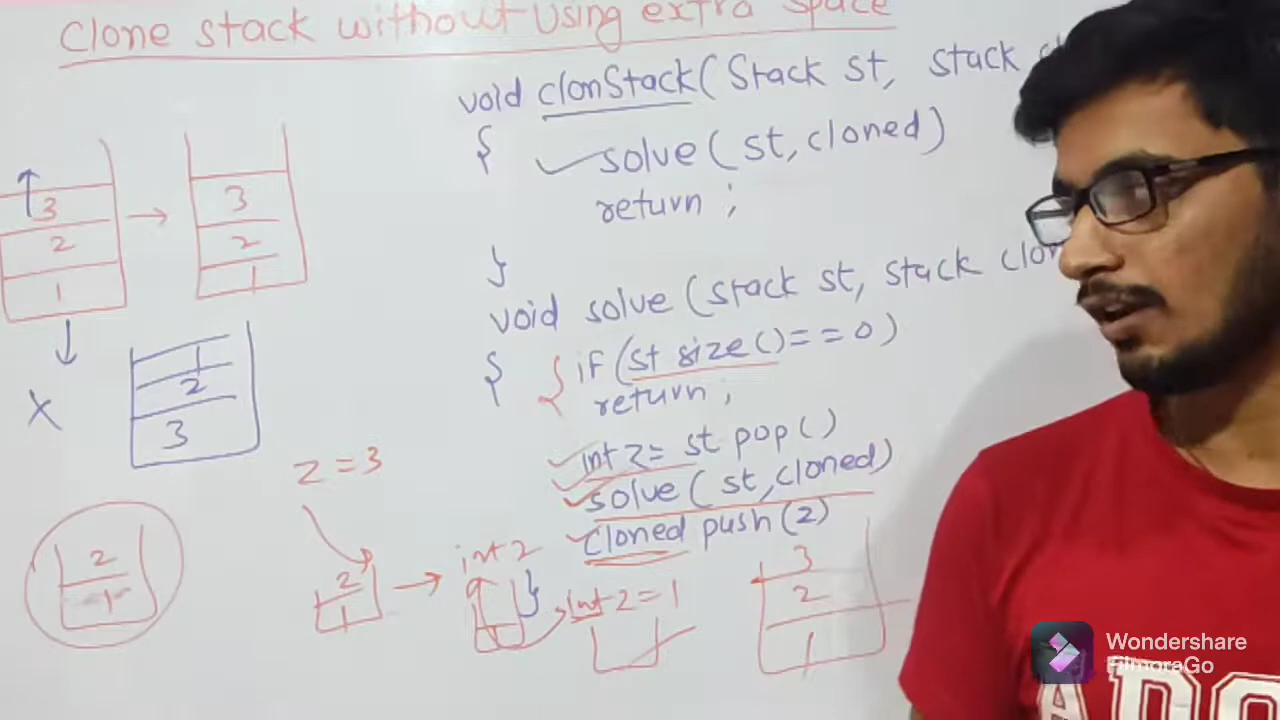 Clone stack without using extra space
void clonStack( Stack st, stack
{
solve( st, cloned )
return ;
}
void solve (stack st, stack
{ { if (st size()==0)
return ;
int z= st pop()
solve( st, cloned)
cloned push(z)
3
2
1
3
2
1
x
1
2
3
z=3
2
1
2
1
int z
int z=1
3
2
1
Wondershare
FilmoraGo
ADO